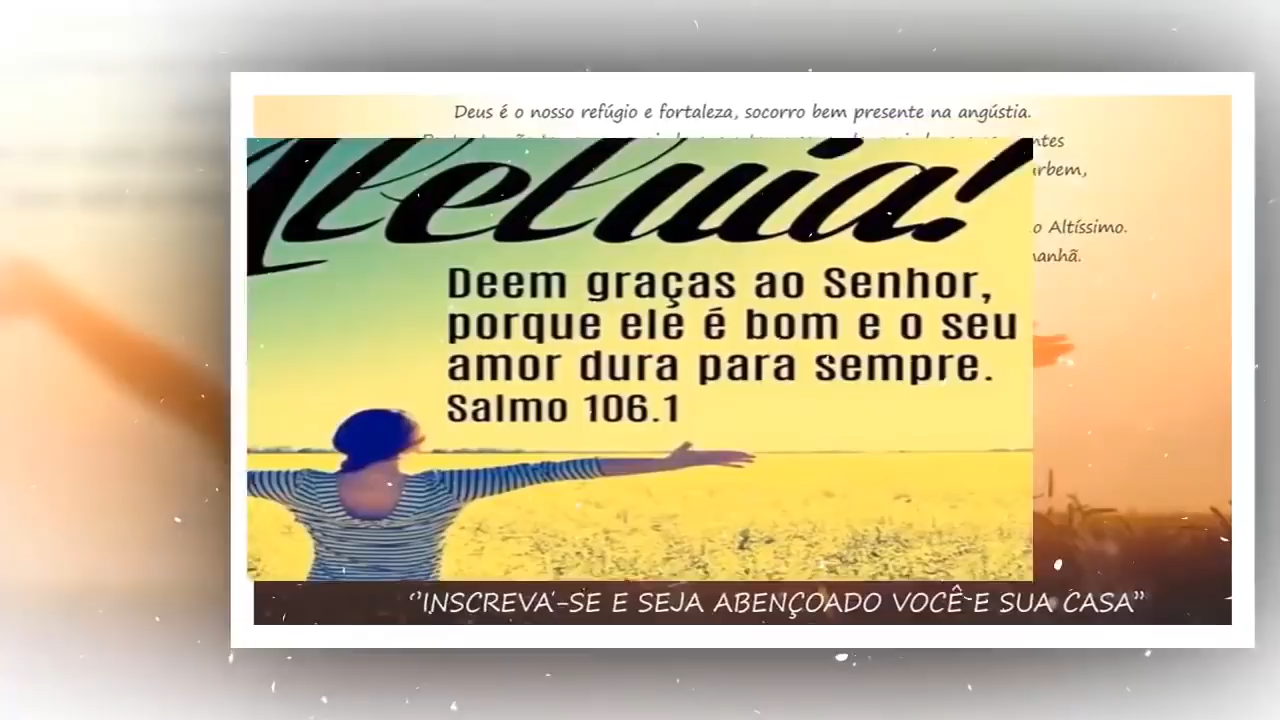 Deus é o nosso refúgio e fortaleza, socorro bem presente na angústia.
Aleluia!
o Altíssimo.
Deem graças ao Senhor,
porque ele é bom e o seu
amor dura para sempre.
Salmo 106.1
"INSCREVA-SE E SEJA ABENÇOADO VOCÊ E SUA CASA"